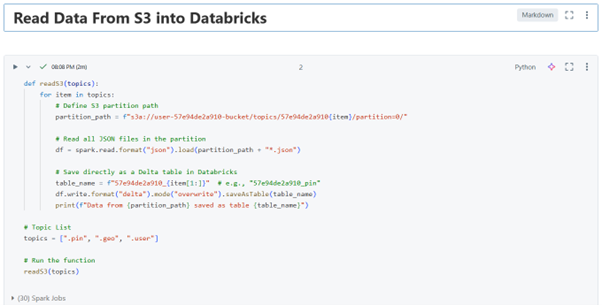 Read Data From S3 into Databricks
Markdown
08:08 PM (2m)
2
Python
def readS3(topics):
for item in topics:
# Define S3 partition path
partition_path = f"s3a://user-57e94de2a910-bucket/topics/57e94de2a910{item}/partition=0/"
# Read all JSON files in the partition
df = spark.read.format("json").load(partition_path + "*.json")
# Save directly as a Delta table in Databricks
table_name = f"57e94de2a910_{item[1:]}" # e.g., "57e94de2a910_pin"
df.write.format("delta").mode("overwrite").saveAsTable(table_name)
print(f"Data from {partition_path} saved as table {table_name}")
# Topic List
topics = [".pin", ".geo", ".user"]
# Run the function
readS3(topics)
(30) Spark Jobs